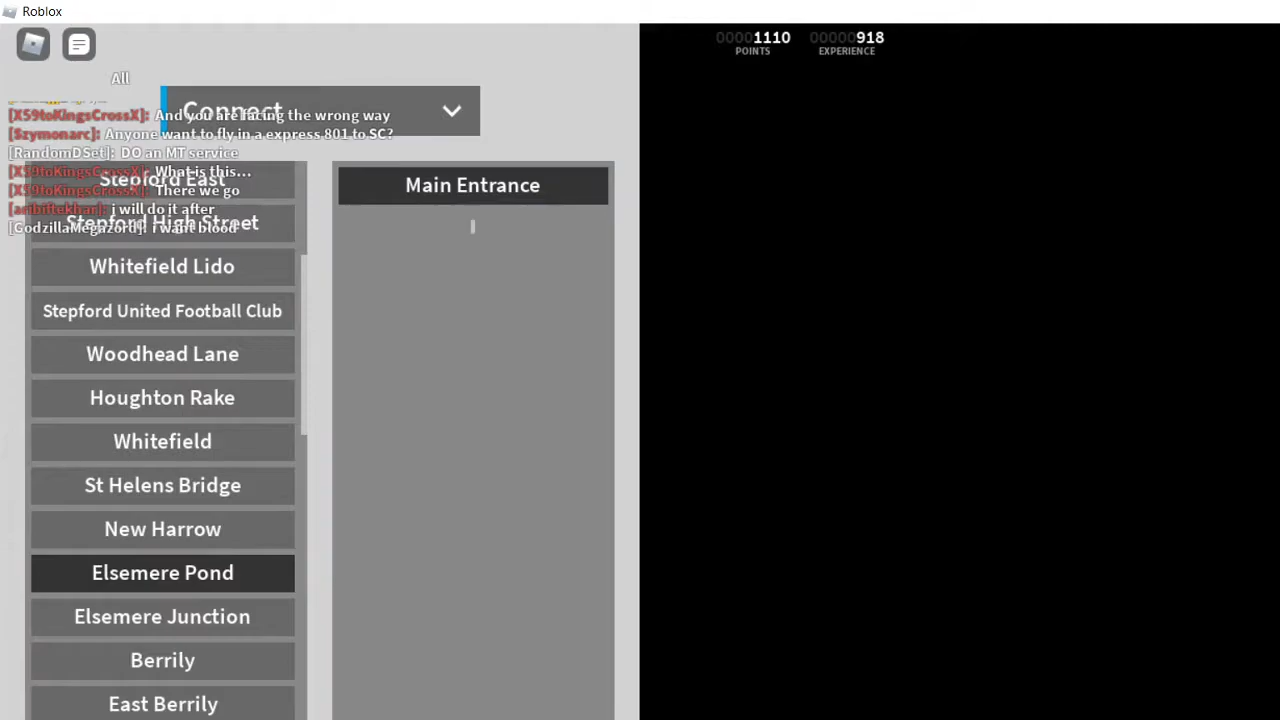 Roblox
00001110
POINTS
00000918
EXPERIENCE
All
Connect
[X59toKingsCrossX]: And you are facing the wrong way
[$zymonarc]: Anyone want to fly in a express 801 to SC?
[RandomDSet]: DO an MT service
[X59toKingsCrossX]: What is this...
[X59toKingsCrossX]: There we go
i will do it after
[GodzillaMegazord]: i want blood
Stepford East
Stepford High Street
Whitefield Lido
Stepford United Football Club
Woodhead Lane
Houghton Rake
Whitefield
St Helens Bridge
New Harrow
Elsemere Pond
Elsemere Junction
Berrily
East Berrily
Main Entrance